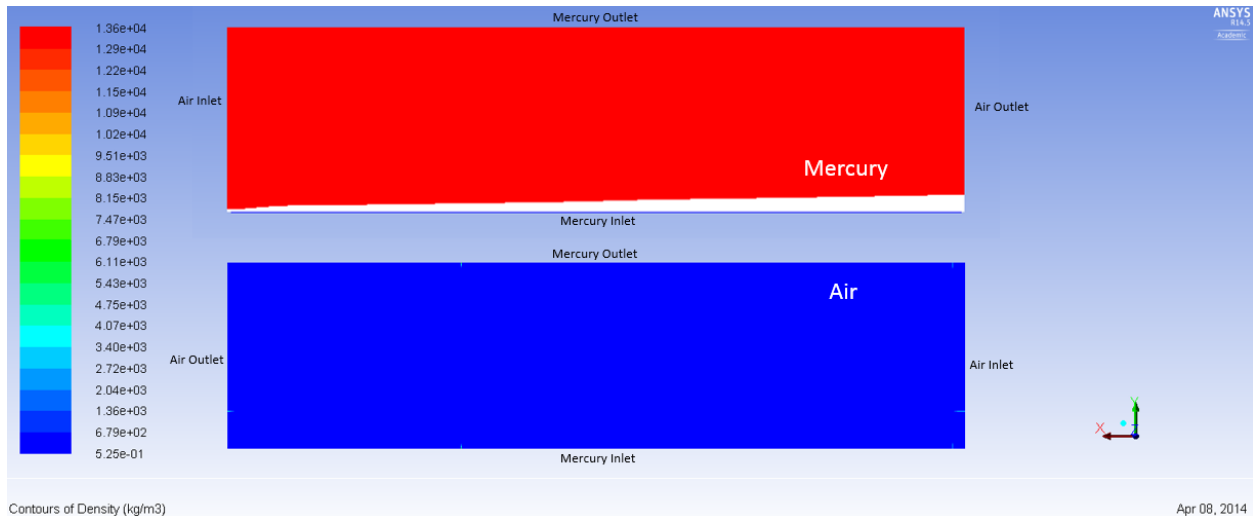 Mercury Outlet
ANSYS
R14.5
Academic
1.36e+04
1.29e+04
1.22e+04
1.15e+04
1.09e+04
1.02e+04
9.51e+03
8.83e+03
8.15e+03
7.47e+03
6.79e+03
6.11e+03
5.43e+03
4.75e+03
4.07e+03
3.40e+03
2.72e+03
2.04e+03
1.36e+03
6.79e+02
5.25e-01
Air Inlet
Air Outlet
Mercury
Mercury Inlet
Mercury Outlet
Air
Air Outlet
Air Inlet
Mercury Inlet
Y
X
Z
Contours of Density (kg/m3)
Apr 08, 2014